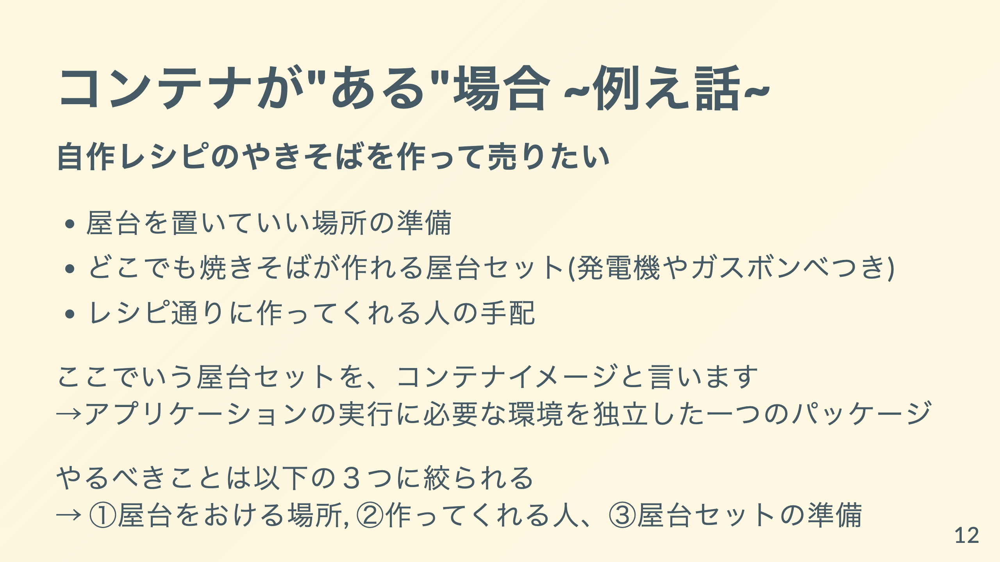 コンテナが"ある"場合 ~例え話~
自作レシピのやきそばを作って売りたい
• 屋台を置いていい場所の準備
• どこでも焼きそばが作れる屋台セット(発電機やガスボンべつき)
• レシピ通りに作ってくれる人の手配
ここでいう屋台セットを、コンテナイメージと言います
→アプリケーションの実行に必要な環境を独立した一つのパッケージ
やるべきことは以下の３つに絞られる
→ ①屋台をおける場所, ②作ってくれる人、③屋台セットの準備
12